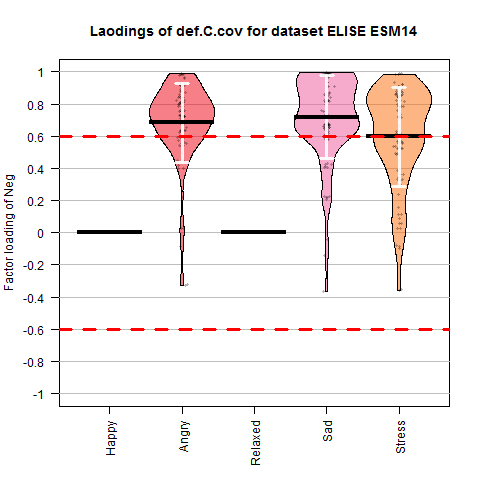 Laodings of def.C.cov for dataset ELISE ESM14
Factor loading of Neg
1
0.8
0.6
0.4
0.2
0
-0.2
-0.4
-0.6
-0.8
-1
Happy
Angry
Relaxed
Sad
Stress